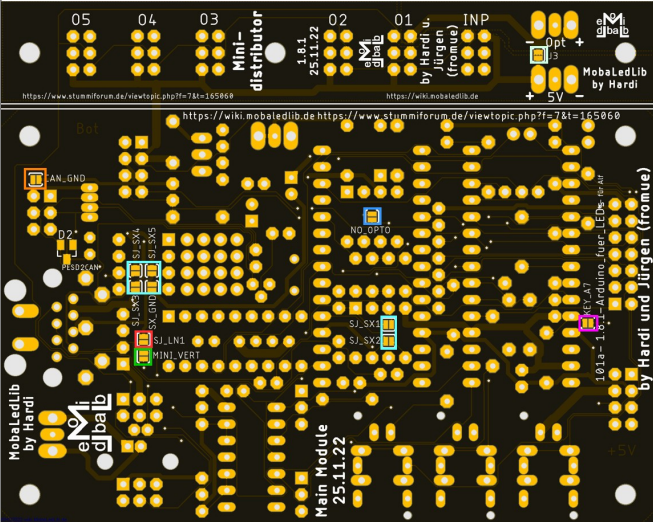 05
04
03
Mini-
distributor
02
1.8.1
25.11.22
01
by Hardi u.
Jürgen
(fromue)
INP
- Opt +
J3
+ 5V -
MobaLedLib
by Hardi
https://www.stummiforum.de/viewtopic.php?f=7&t=165060
https://wiki.mobaledlib.de
https://wiki.mobaledlib.de https://www.stummiforum.de/viewtopic.php?f=7&t=165060
Bot
CAN_GND
D2
PESD2CAN
SJ_SX4
SJ_SX5
SJ_SX3
SX_GND
SJ_LN1
MINI_VERT
NO_OPTO
SJ_SX1
SJ_SX2
KEY_A7
101a- 1.8.1-Arduino_fuer_LEDs
für Alf
by Hardi und Jürgen (fromue)
MobaLedLib
by Hardi
Main Module
25.11.22
+5V